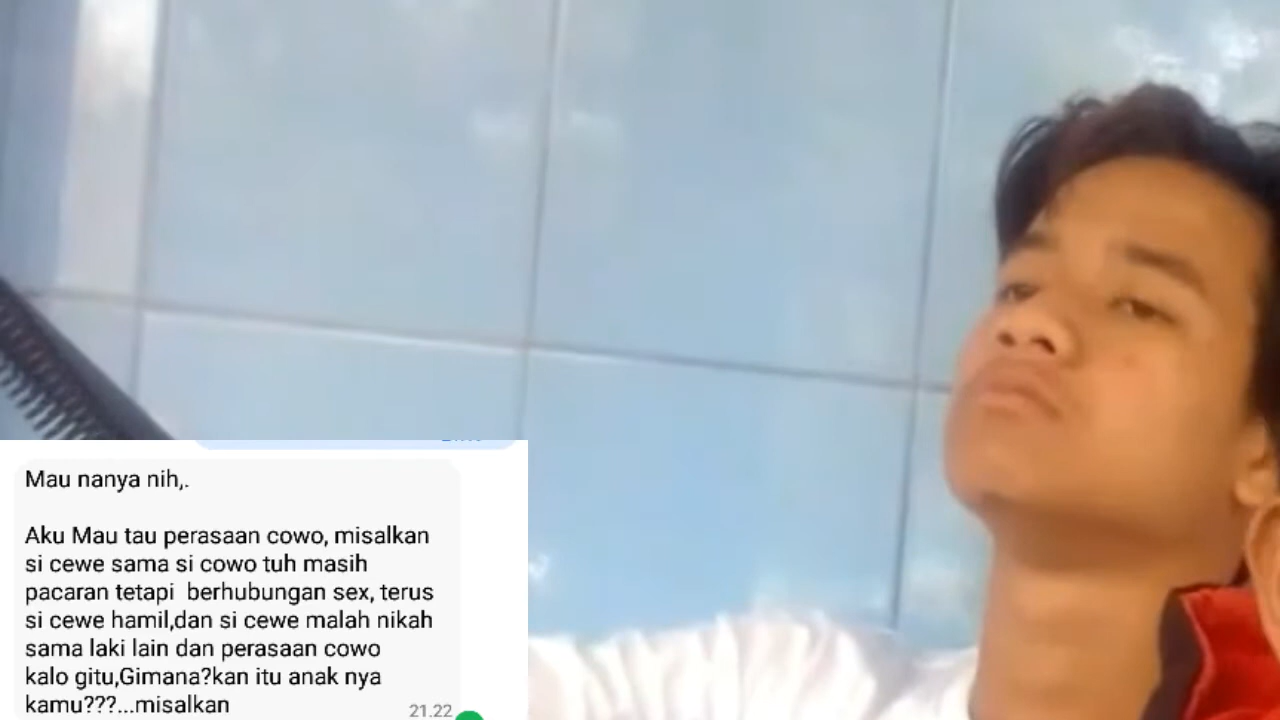 Mau nanya nih,.
Aku Mau tau perasaan cowo, misalkan
si cewe sama si cowo tuh masih
pacaran tetapi berhubungan sex, terus
si cewe hamil,dan si cewe malah nikah
sama laki lain dan perasaan cowo
kalo gitu,Gimana?kan itu anak nya
kamu???...misalkan
21.22